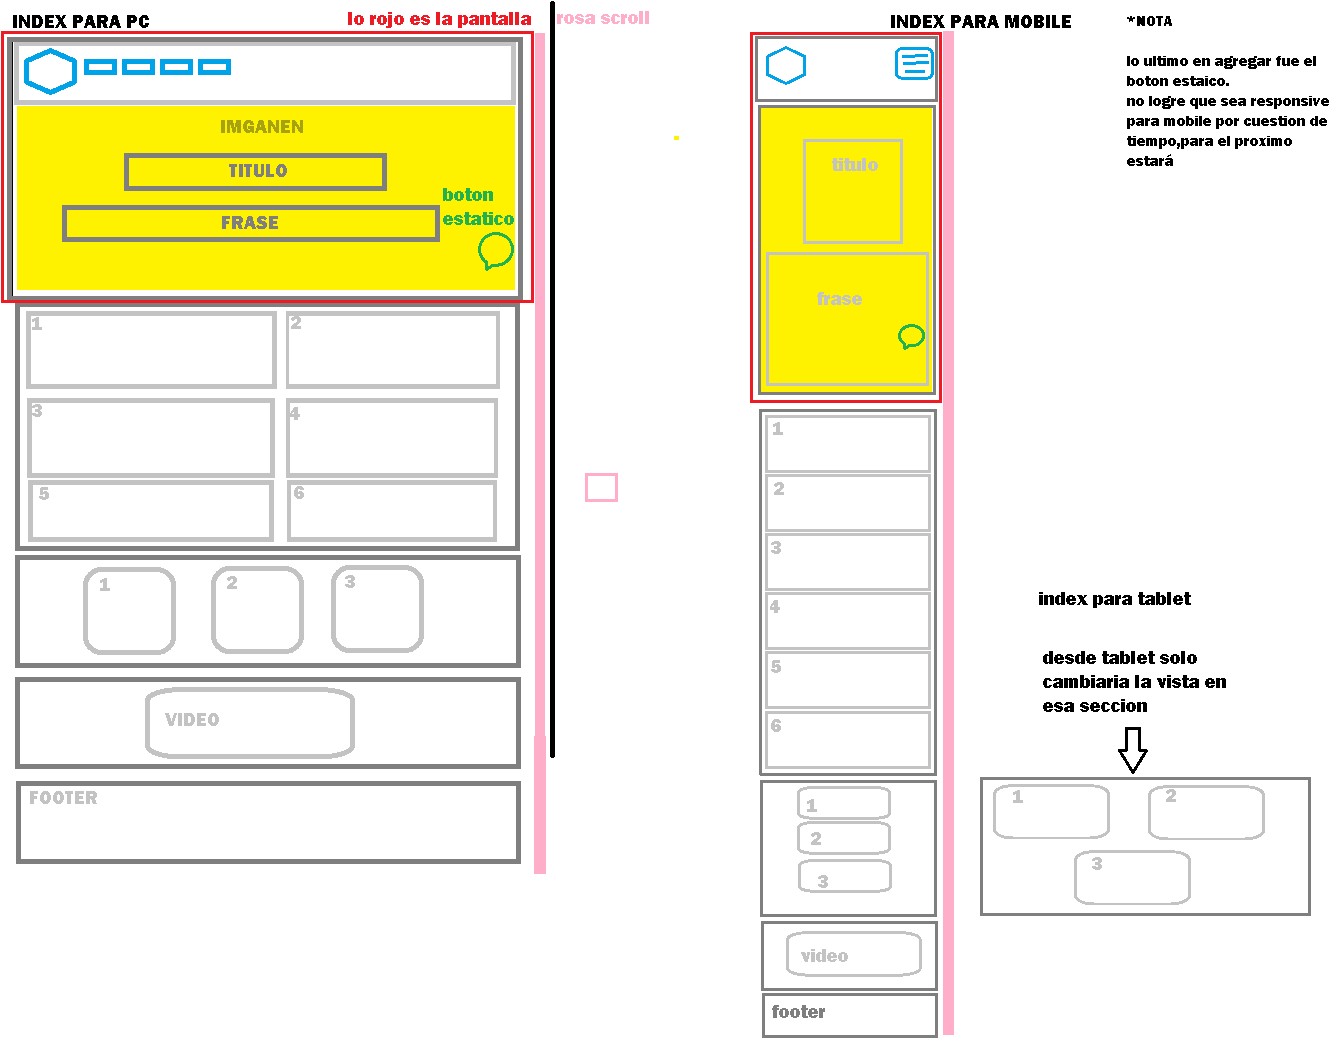 INDEX PARA PC
lo rojo es la pantalla
rosa scroll
IMGANEN
TITULO
FRASE
boton
estatico
1
2
3
4
5
6
1
2
3
VIDEO
FOOTER
INDEX PARA MOBILE
titulo
frase
1
2
3
4
5
6
1
2
3
video
footer
*NOTA
lo ultimo en agregar fue el
boton estaico.
no logre que sea responsive
para mobile por cuestion de
tiempo,para el proximo
estará
index para tablet
desde tablet solo
cambiaria la vista en
esa seccion
1
2
3